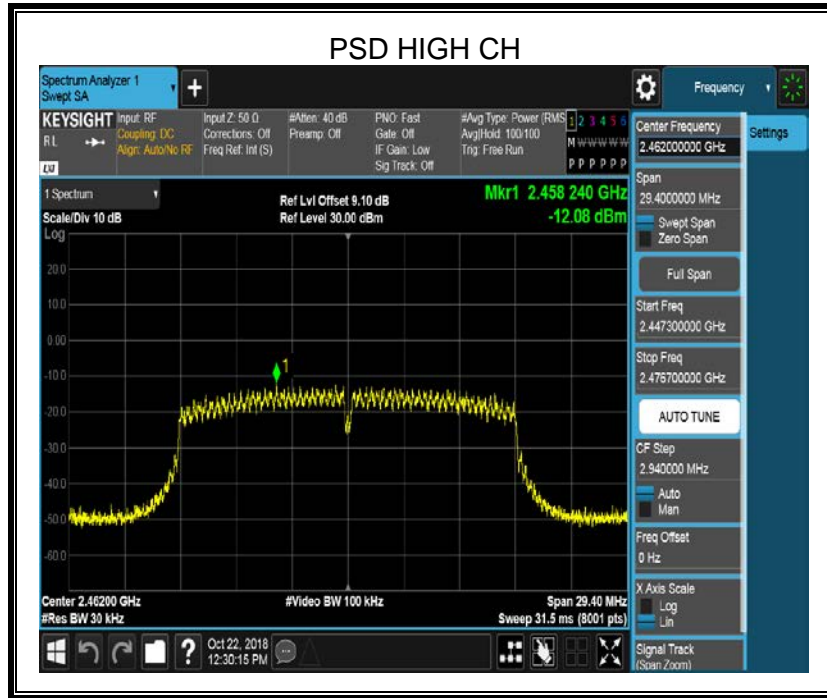 PSD HIGH CH
Spectrum Analyzer 1
Swept SA
+
Frequency
KEYSIGHT
RL
LXI
Input: RF
Coupling: DC
Align: Auto/No RF
Input Z: 50 Ω
Corrections: Off
Freq Ref: Int (S)
#Atten: 40 dB
Preamp: Off
PNO: Fast
Gate: Off
IF Gain: Low
Sig Track: Off
#Avg Type: Power (RMS
Avg|Hold: 100/100
Trig: Free Run
1 2 3 4 5 6
M W W W W W
P P P P P P
1 Spectrum
Scale/Div 10 dB
Log
Ref Lvl Offset 9.10 dB
Ref Level 30.00 dBm
Mkr1 2.458 240 GHz
-12.08 dBm
20.0
10.0
0.00
-10.0
-20.0
-30.0
-40.0
-50.0
-60.0
1
Center 2.46200 GHz
#Res BW 30 kHz
#Video BW 100 kHz
Span 29.40 MHz
Sweep 31.5 ms (8001 pts)
Center Frequency
2.462000000 GHz
Settings
Span
29.4000000 MHz
Swept Span
Zero Span
Full Span
Start Freq
2.447300000 GHz
Stop Freq
2.476700000 GHz
AUTO TUNE
CF Step
2.940000 MHz
Auto
Man
Freq Offset
0 Hz
X Axis Scale
Log
Lin
Signal Track
(Span Zoom)
?
Oct 22, 2018
12:30:15 PM